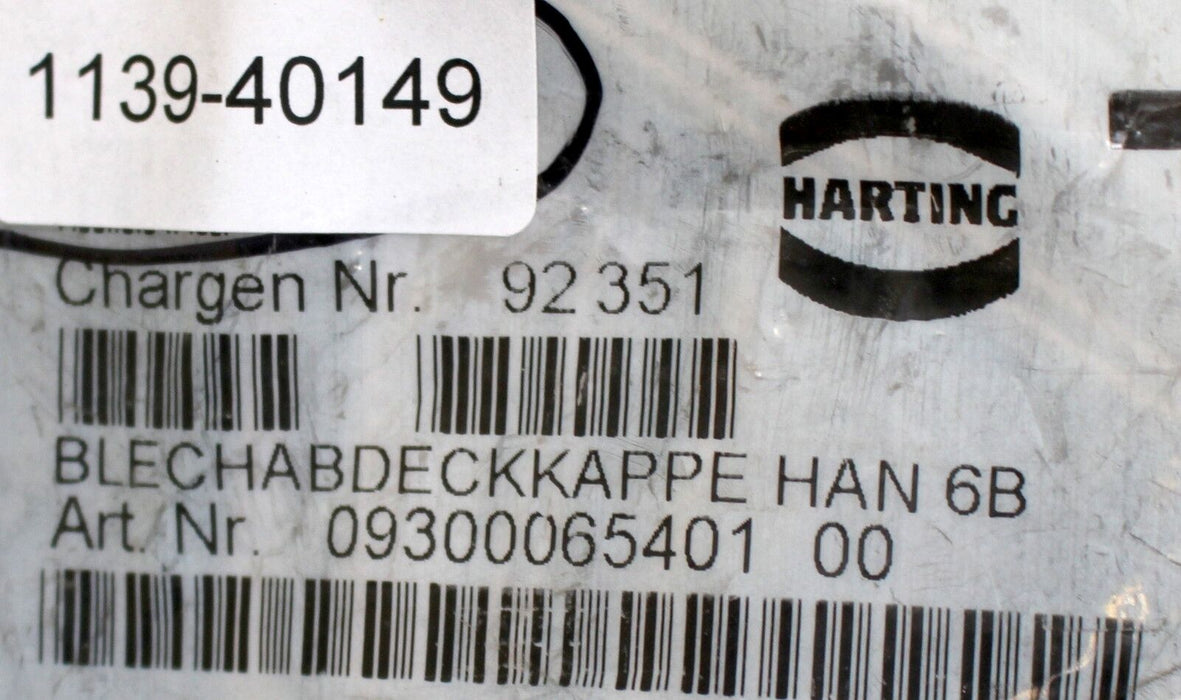 1139-40149
HARTING
Chargen Nr. 92 351
BLECHABDECKKAPPE HAN 6B
Art. Nr. 09300065401 00